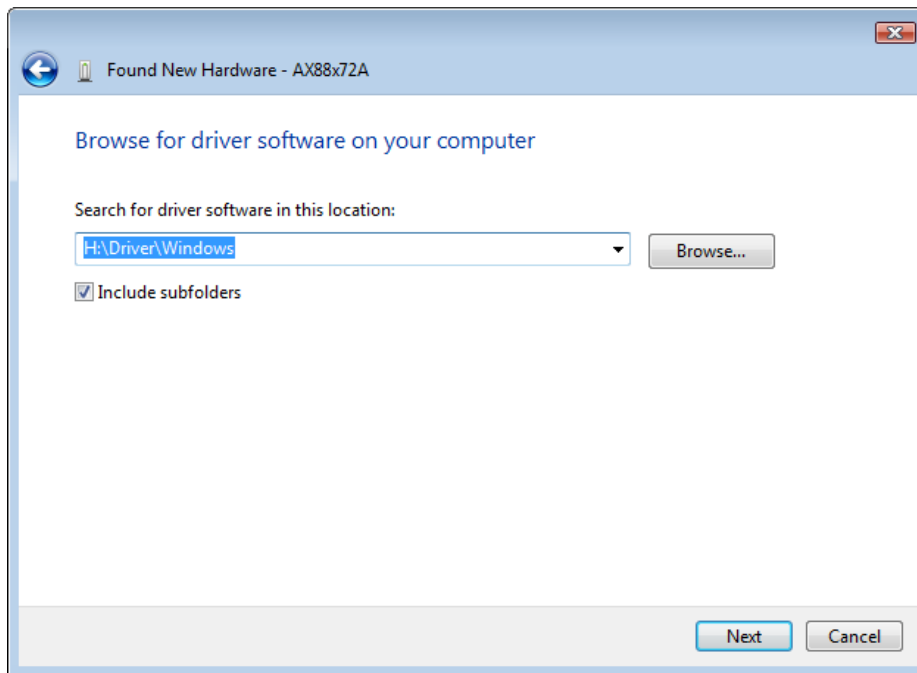 Found New Hardware - AX88x72A
Browse for driver software on your computer
Search for driver software in this location:
H:\Driver\Windows
Browse...
Include subfolders
Next
Cancel